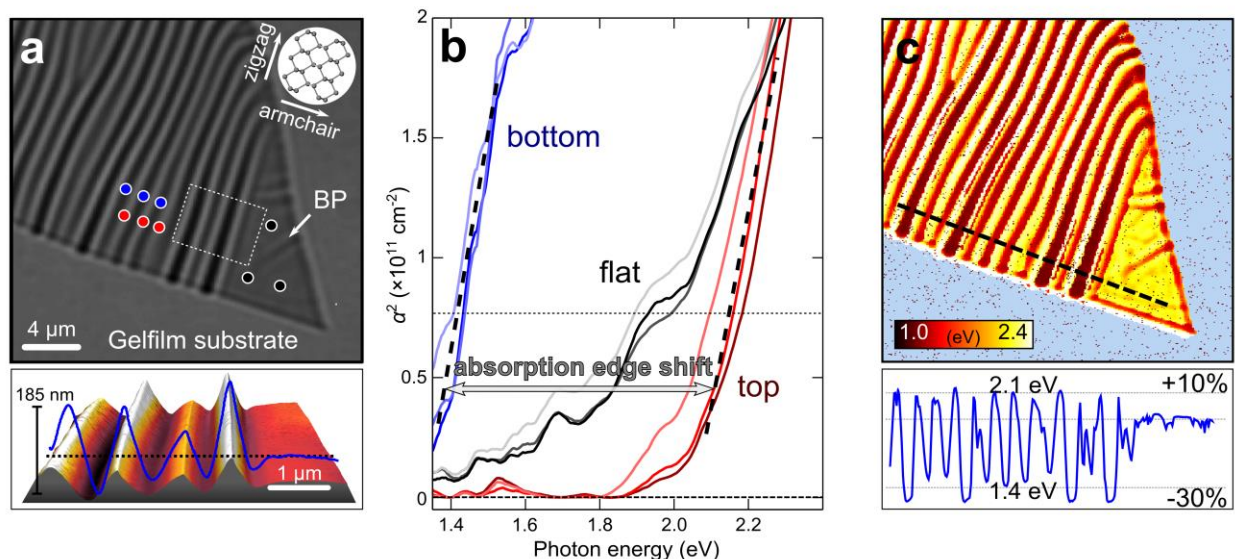 a
zigzag
armchair
BP
4 μm
Gelfilm substrate
185 nm
1 μm
b
2
1.5
1
0.5
0
α² (×10¹¹ cm⁻²)
bottom
flat
absorption edge shift
top
1.4 1.6 1.8 2.0 2.2
Photon energy (eV)
c
1.0 (eV) 2.4
2.1 eV +10%
1.4 eV -30%